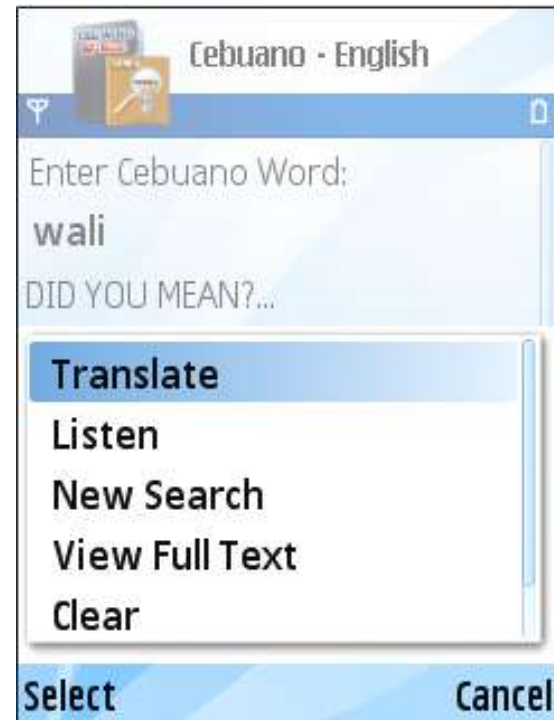 Cebuano - English
Enter Cebuano Word:
wali
DID YOU MEAN?...
Translate
Listen
New Search
View Full Text
Clear
Select Cancel